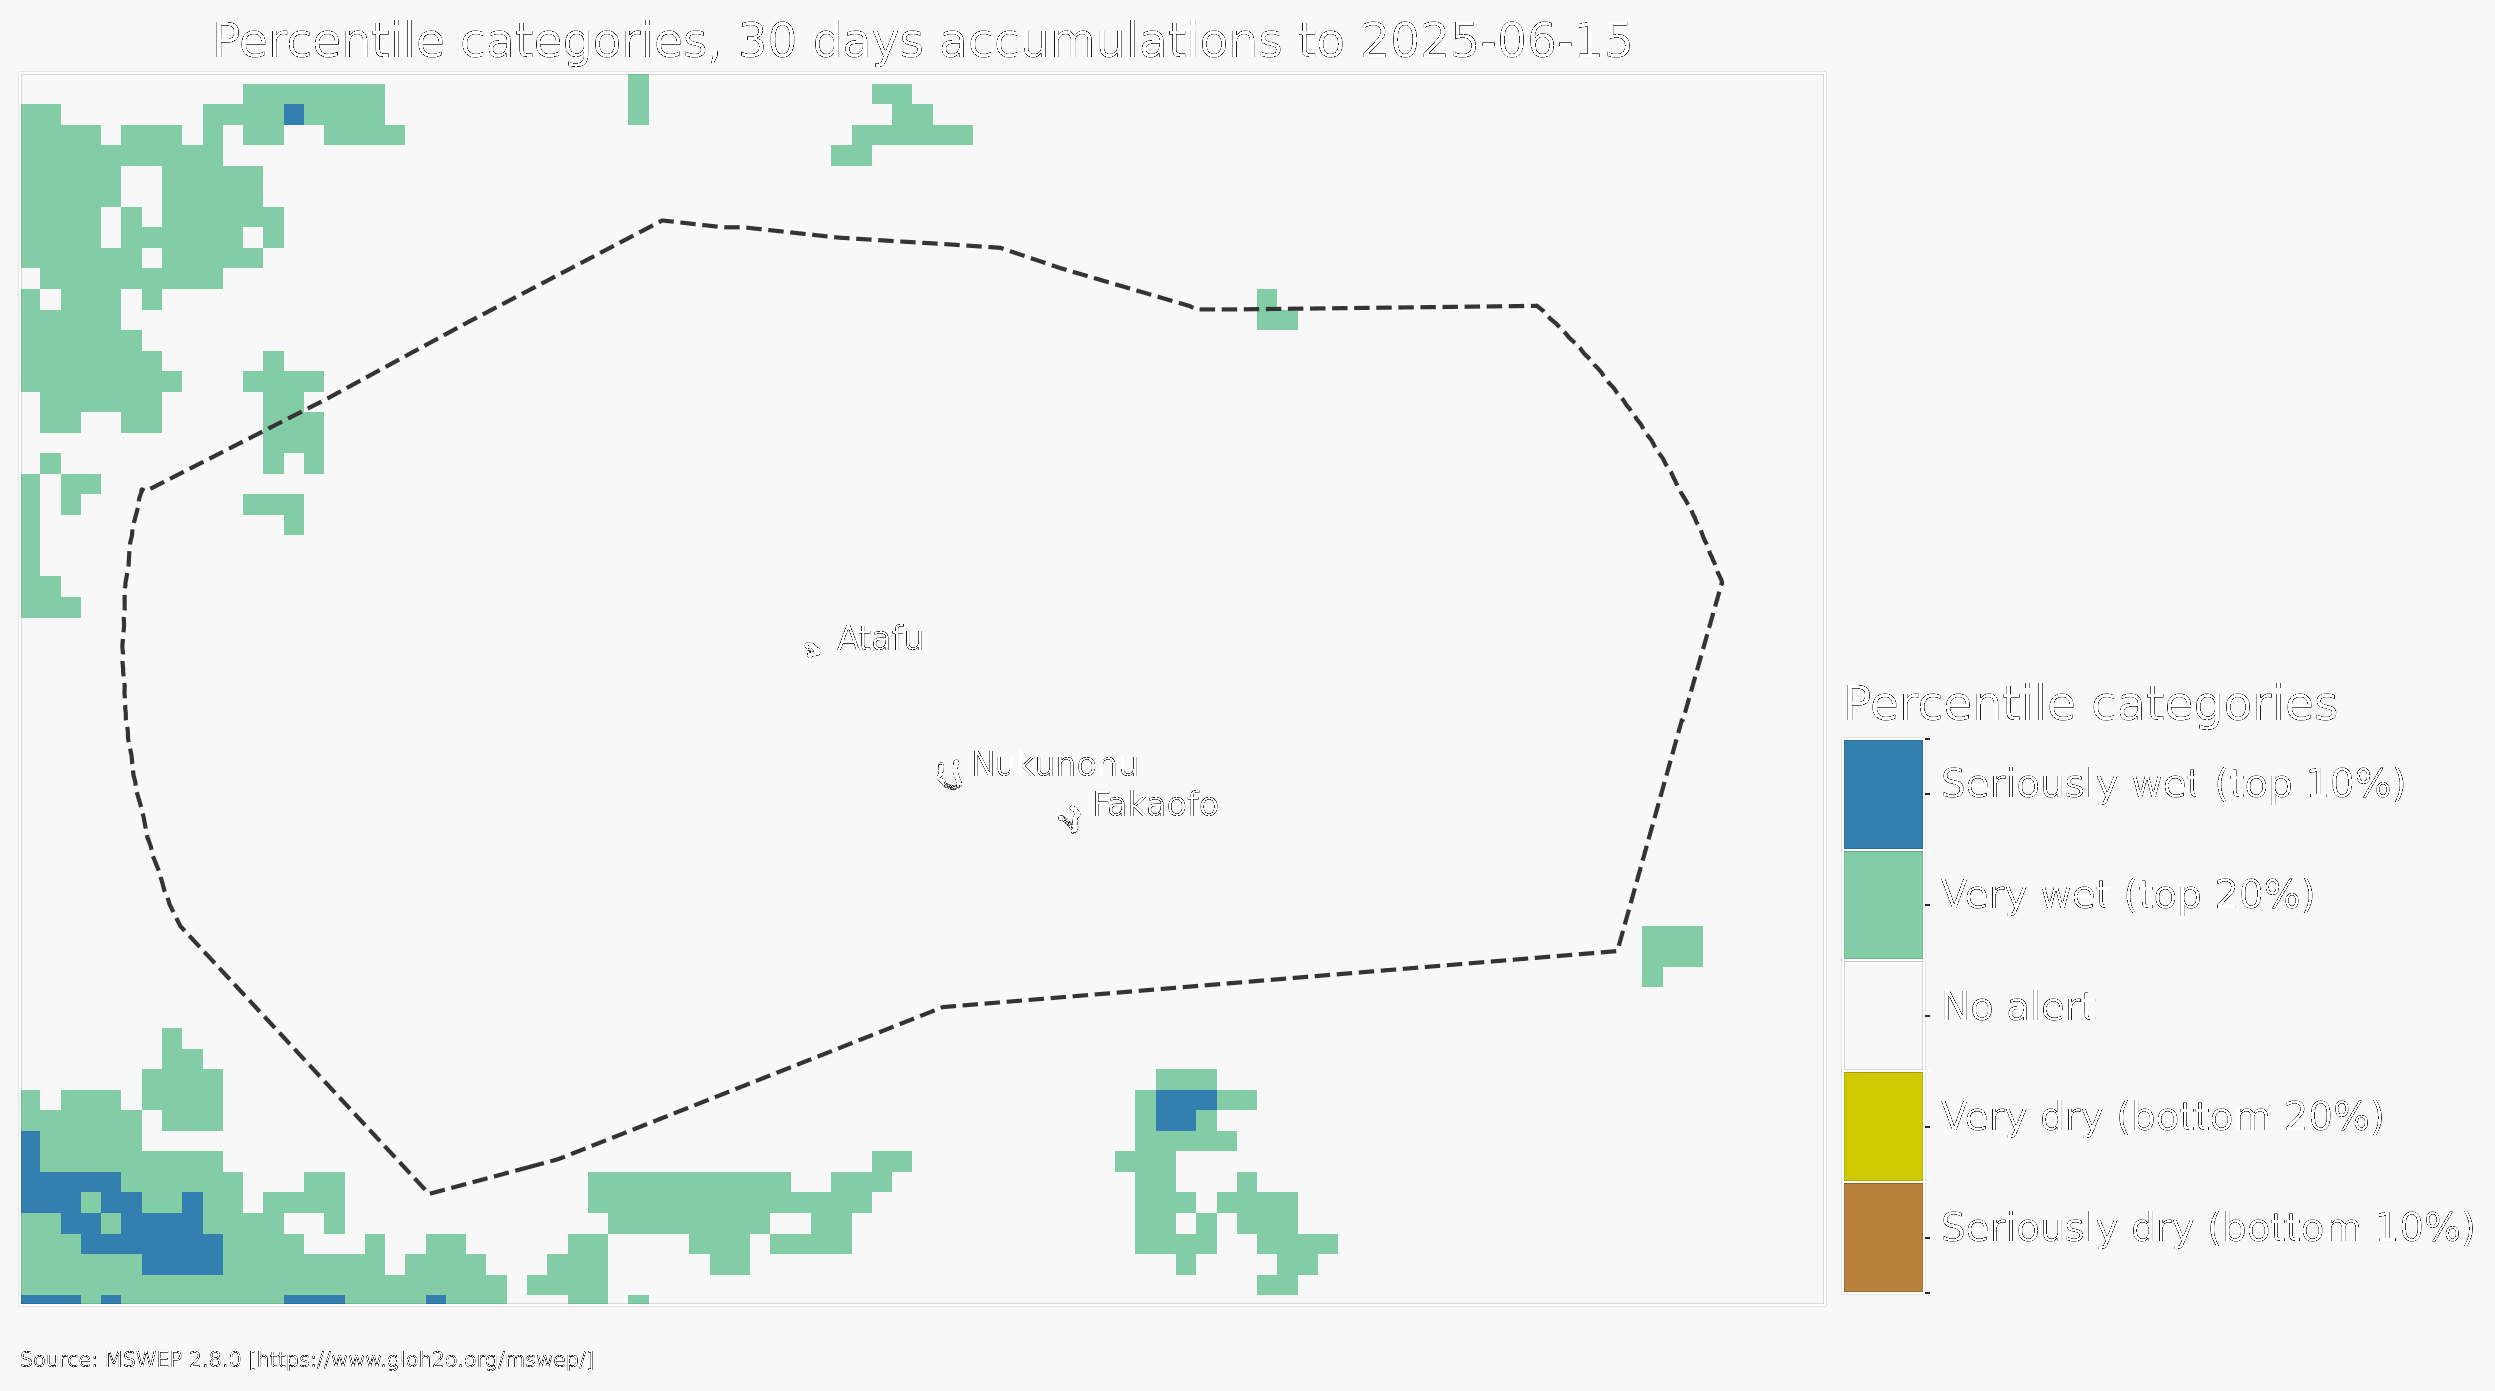 Percentile categories, 30 days accumulations to 2025-06-15
Atafu
Nukunonu
Fakaofo
Percentile categories
Seriously wet (top 10%)
Very wet (top 20%)
No alert
Very dry (bottom 20%)
Seriously dry (bottom 10%)
Source: MSWEP 2.8.0 [https://www.gloh2o.org/mswep/]